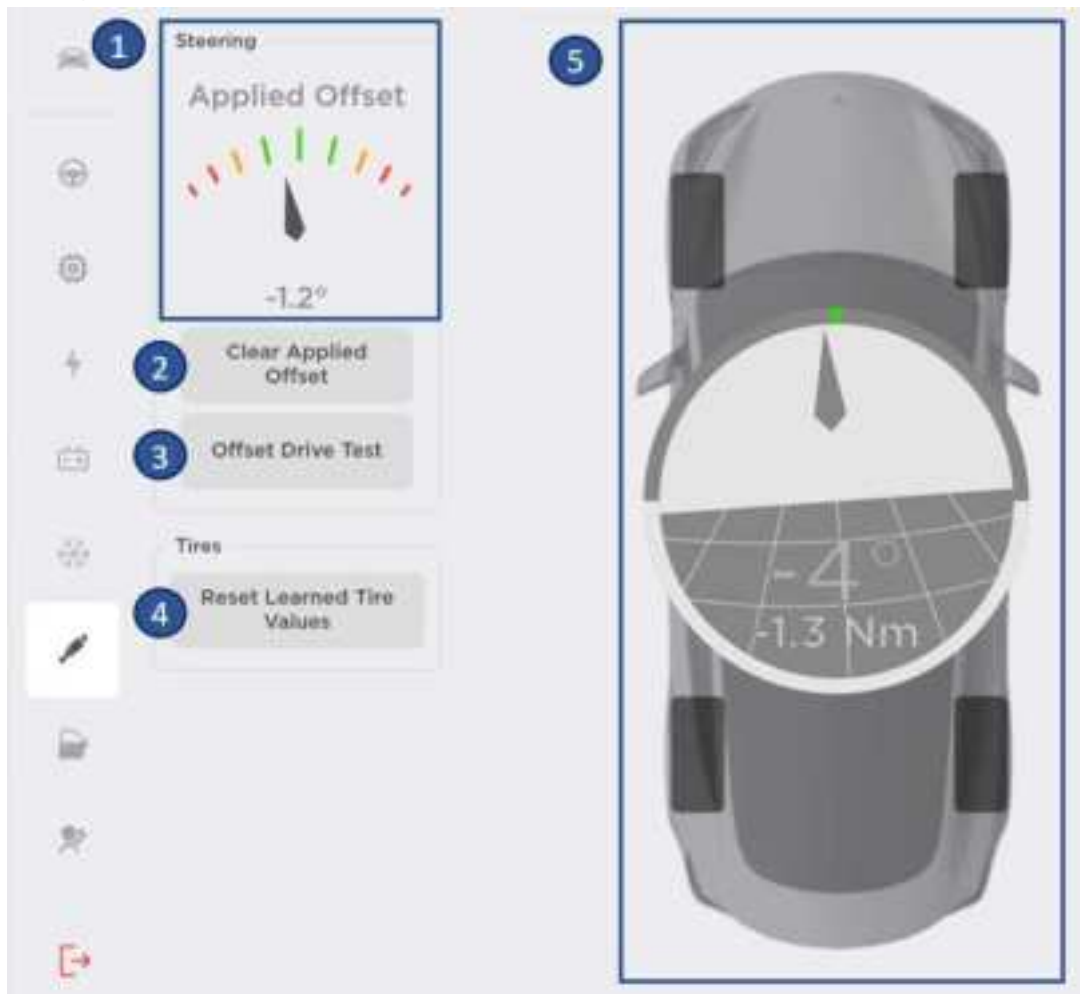 1
Steering
Applied Offset
-1.2°
2
Clear Applied
Offset
3
Offset Drive Test
Tires
4
Reset Learned Tire
Values
5
-4°
-1.3 Nm